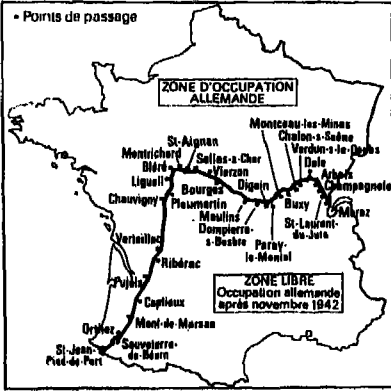 • Points de passage
ZONE D'OCCUPATION
ALLEMANDE
Montceau-les-Mines
Chalon-s-Saône
Verdun-s-le-Doubs
St-Aignan
Dole
Montrichard
Selles-s-Cher
Arbois
Bléré
Vierzon
Champagnole
Ligueil
Bourges
Digoin
Buxy
Chauvigny
Pleumartin
Moulins
St-Laurent-
du-Jura
Moraz
Dompierre-
s-Besbre
Paray-
le-Monial
Verteillac
Ribérac
ZONE LIBRE
Occupation allemande
après novembre 1942
Pujols
Captieux
Orthez
Mont-de-Marsan
St-Jean-
Pied-de-Port
Sauveterre-
de-Béarn